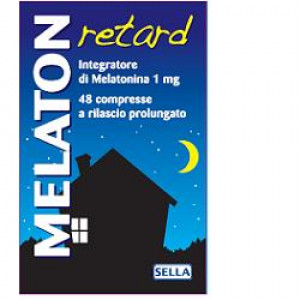 MELATON
retard
Integratore
di Melatonina 1 mg
48 compresse
a rilascio prolungato
SELLA